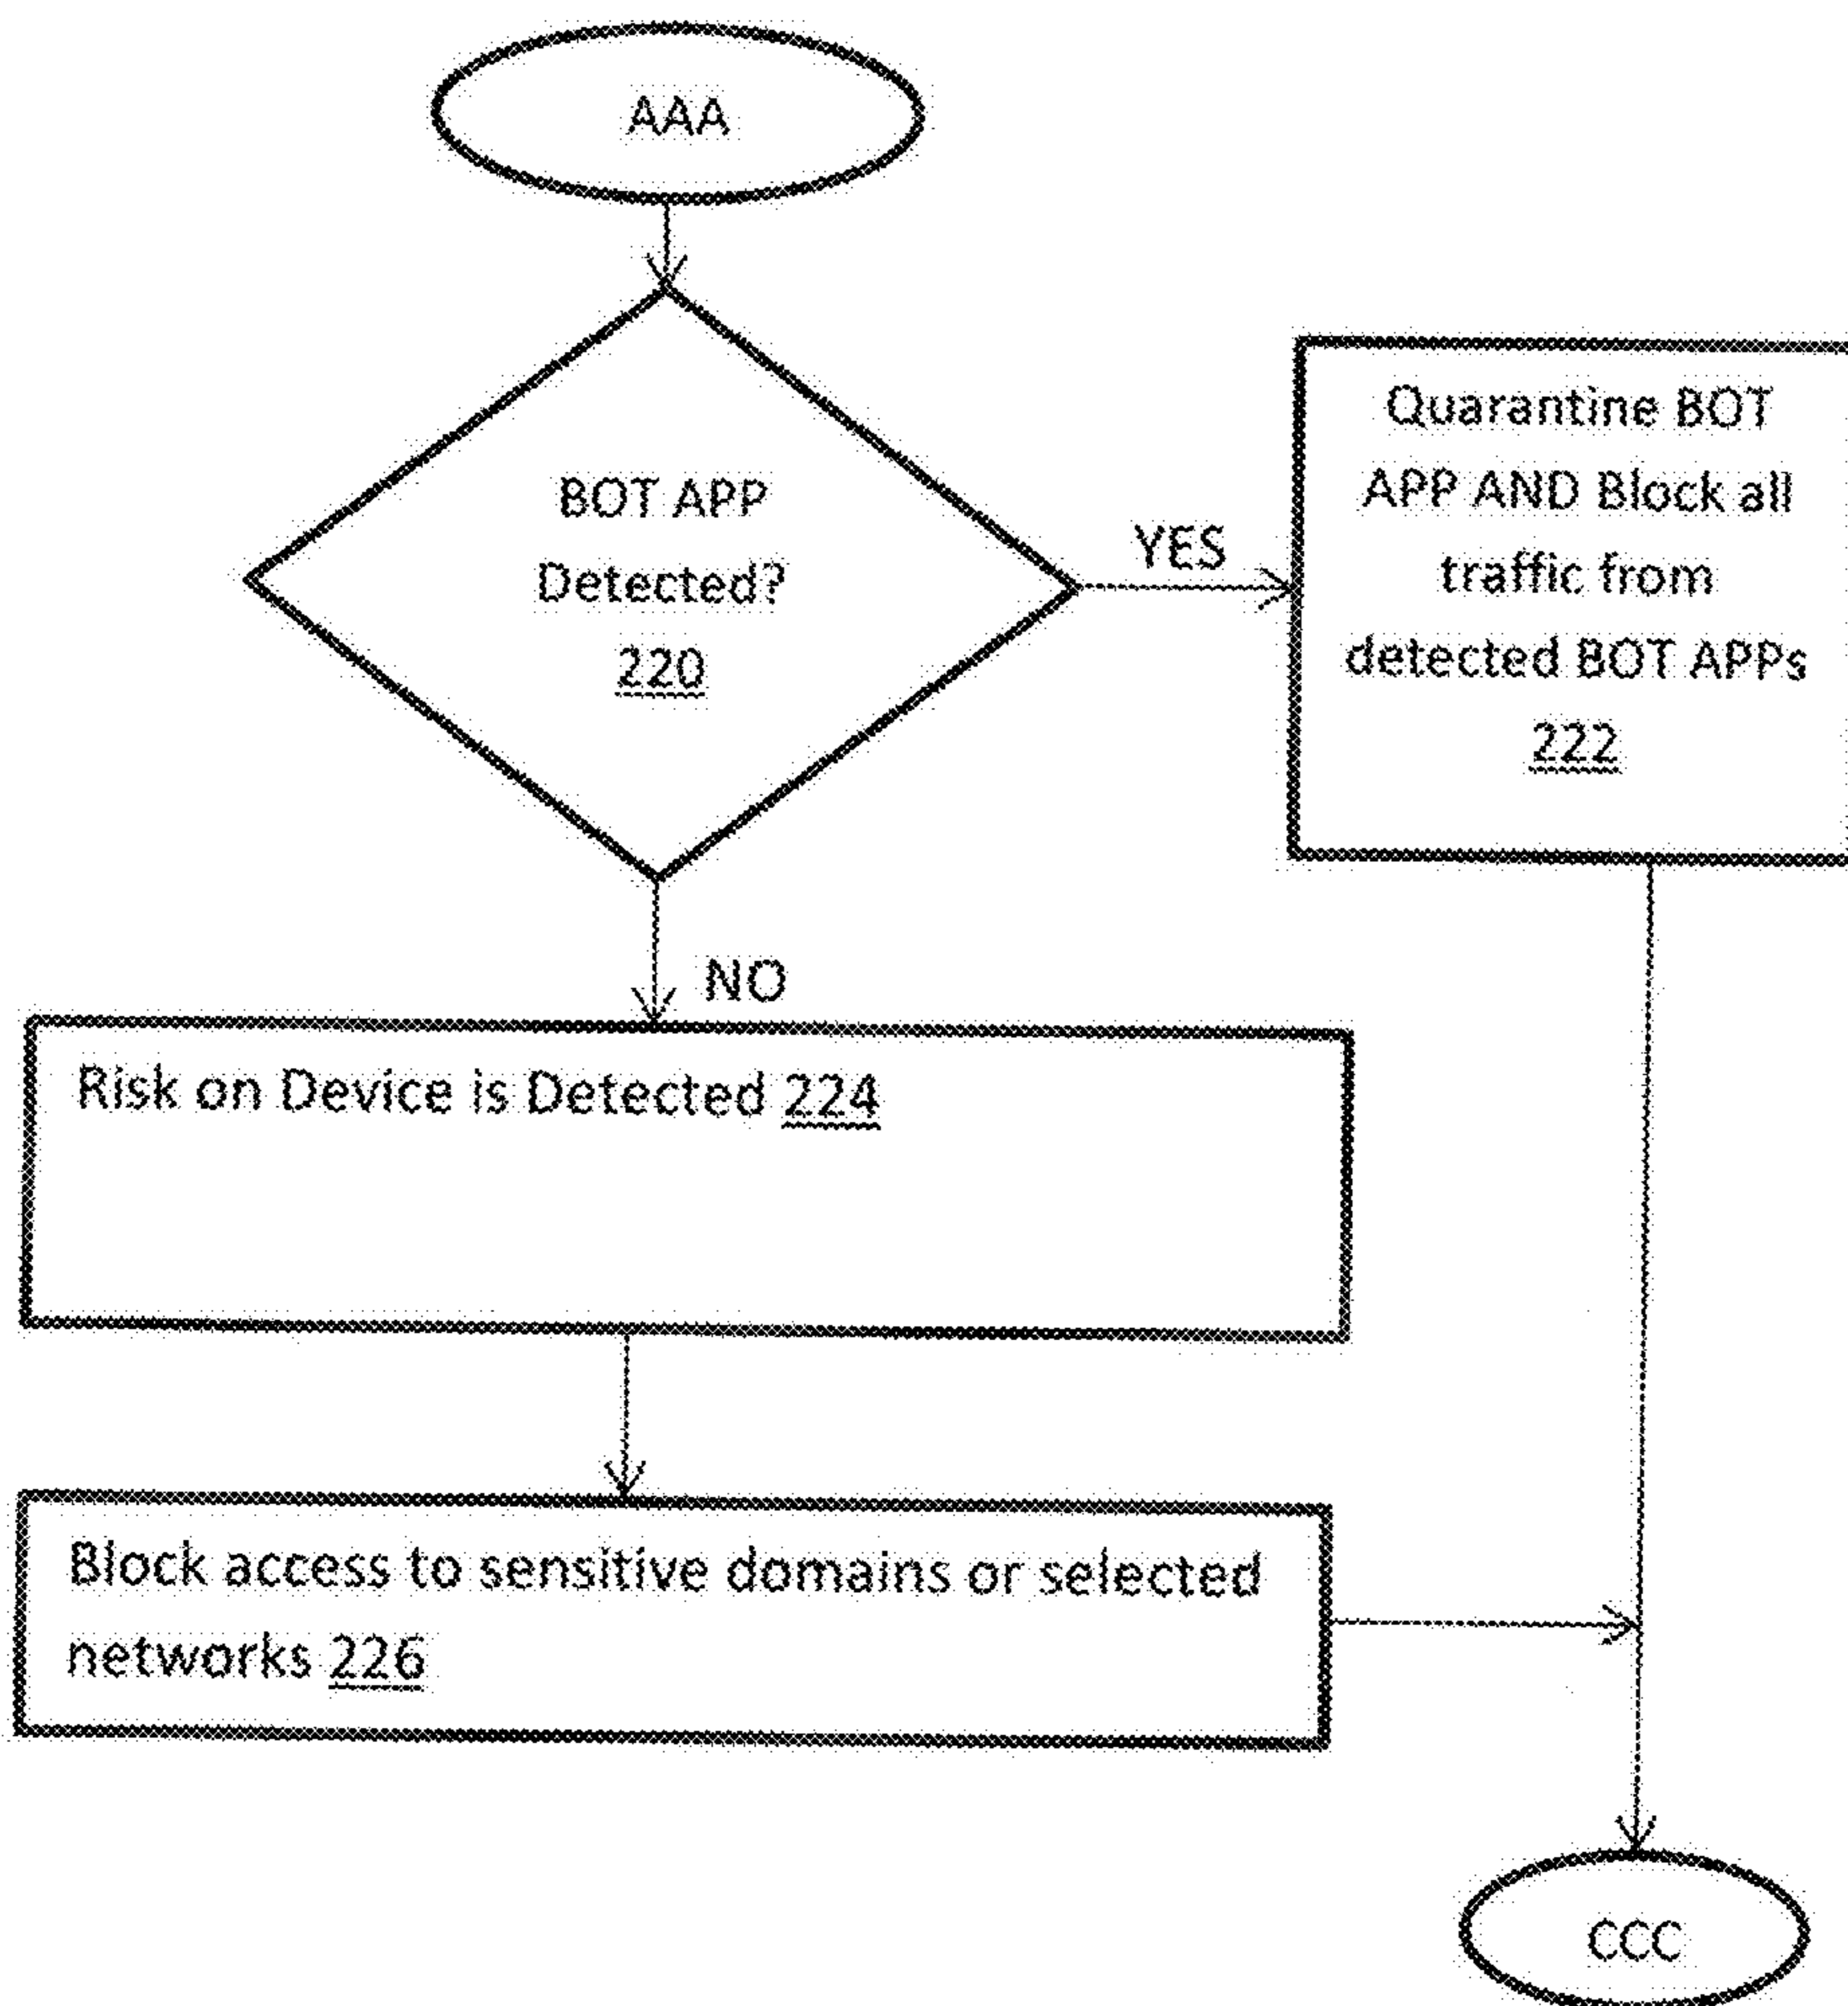 AAA
BOT APP
Detected?
220
YES
Quarantine BOT
APP AND Block all
traffic from
detected BOT APPs
222
NO
Risk on Device is Detected 224
Block access to sensitive domains or selected
networks 226
CCC